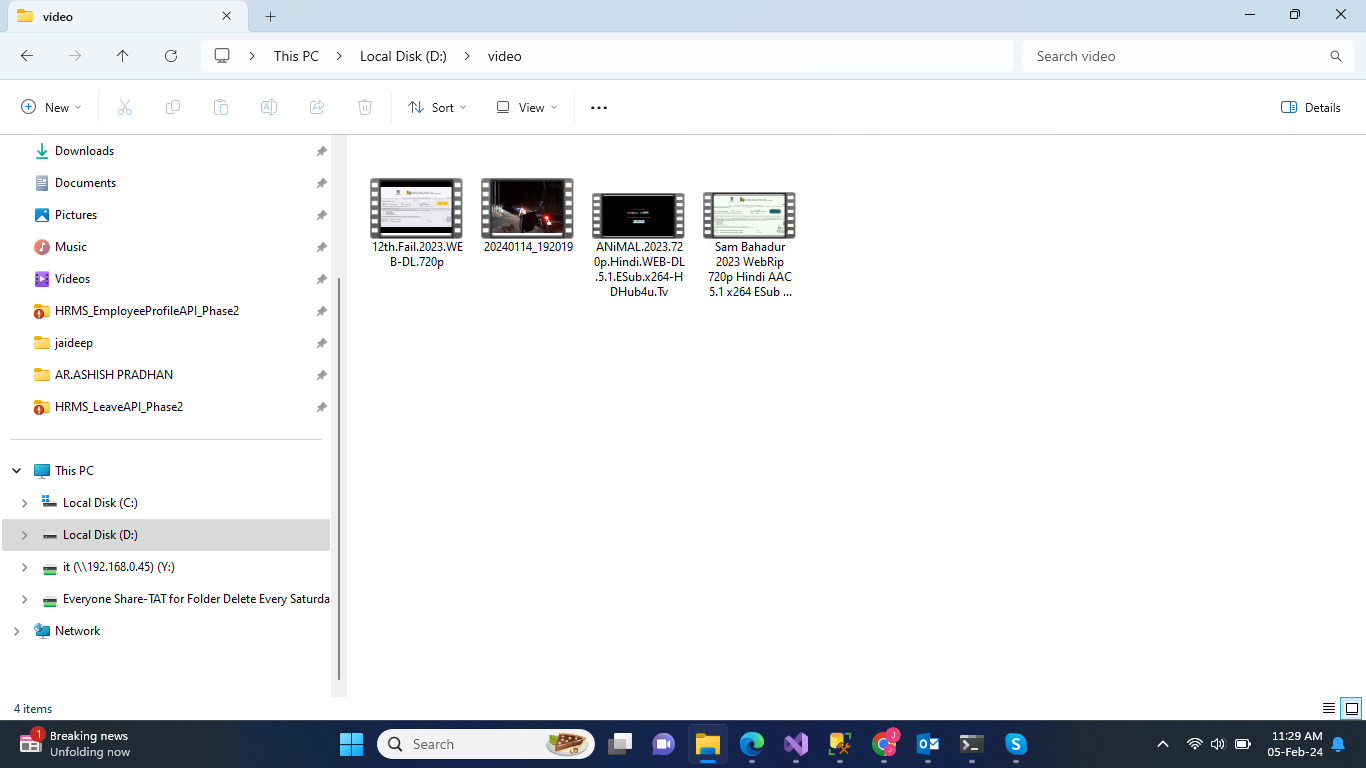 video
This PC
Local Disk (D:)
video
Search video
New
Sort
View
Details
Downloads
Documents
Pictures
Music
Videos
HRMS_EmployeeProfileAPI_Phase2
jaideep
AR.ASHISH PRADHAN
HRMS_LeaveAPI_Phase2
This PC
Local Disk (C:)
Local Disk (D:)
it (\\192.168.0.45) (Y:)
Everyone Share-TAT for Folder Delete Every Saturda
Network
12th.Fail.2023.WE
B-DL.720p
20240114_192019
ANiMAL.2023.72
0p.Hindi.WEB-DL
.5.1.ESub.x264-H
DHub4u.Tv
Sam Bahadur
2023 WebRip
720p Hindi AAC
5.1 x264 ESub ...
4 items
1
Breaking news
Unfolding now
Search
J
11:29 AM
05-Feb-24